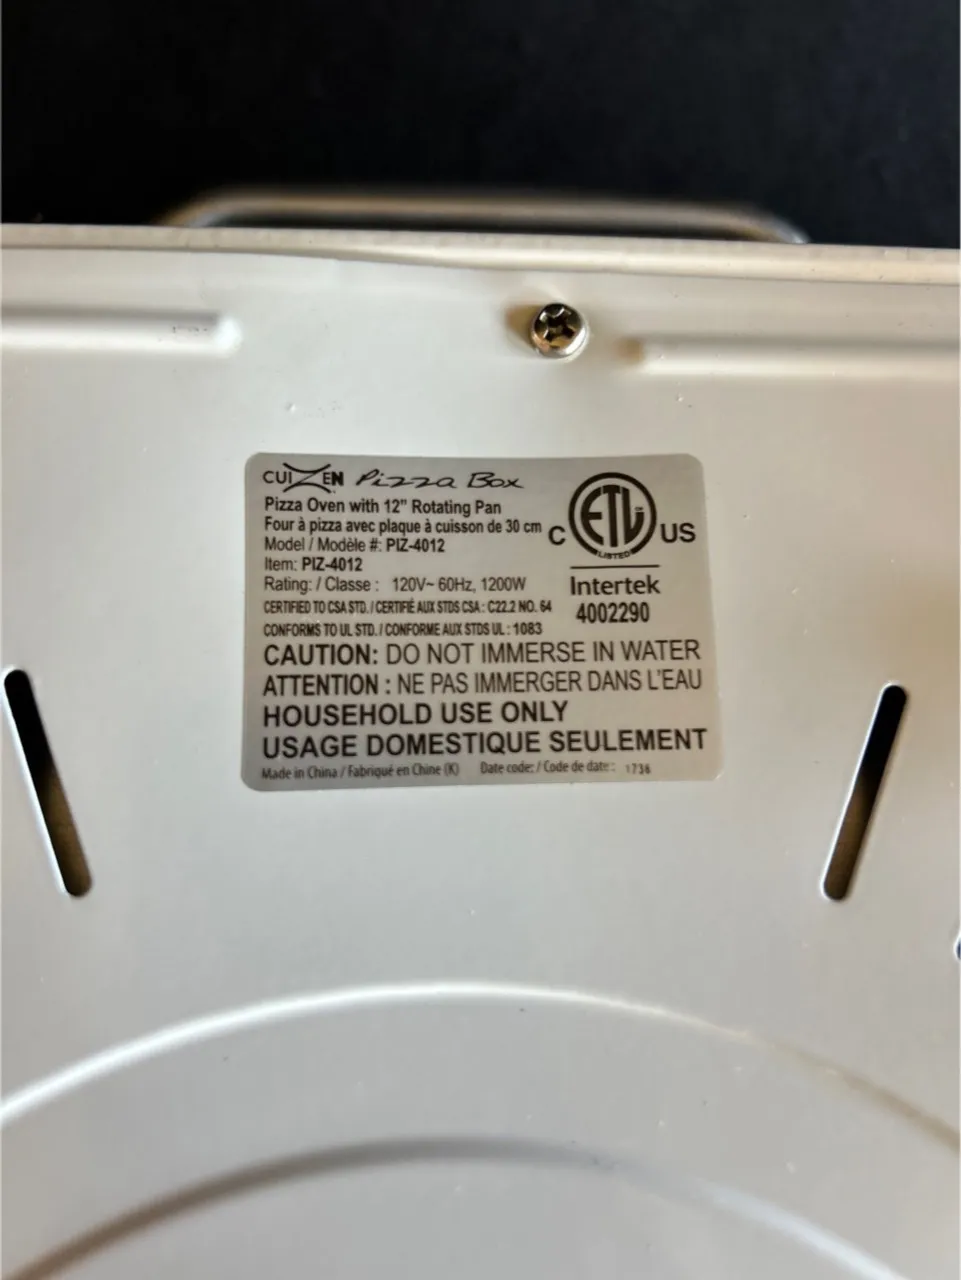 CUIZEN Pizza Box
Pizza Oven with 12" Rotating Pan
Four à pizza avec plaque à cuisson de 30 cm
Model / Modèle #: PIZ-4012
Item: PIZ-4012
Rating: / Classe : 120V~ 60Hz, 1200W
CERTIFIED TO CSA STD. / CERTIFIÉ AUX STDS CSA : C22.2 NO. 64
CONFORMS TO UL STD. / CONFORME AUX STDS UL : 1083
C ETL US
LISTED
Intertek
4002290
CAUTION: DO NOT IMMERSE IN WATER
ATTENTION : NE PAS IMMERGER DANS L'EAU
HOUSEHOLD USE ONLY
USAGE DOMESTIQUE SEULEMENT
Made in China / Fabriqué en Chine (K) Date code: / Code de date : 1736